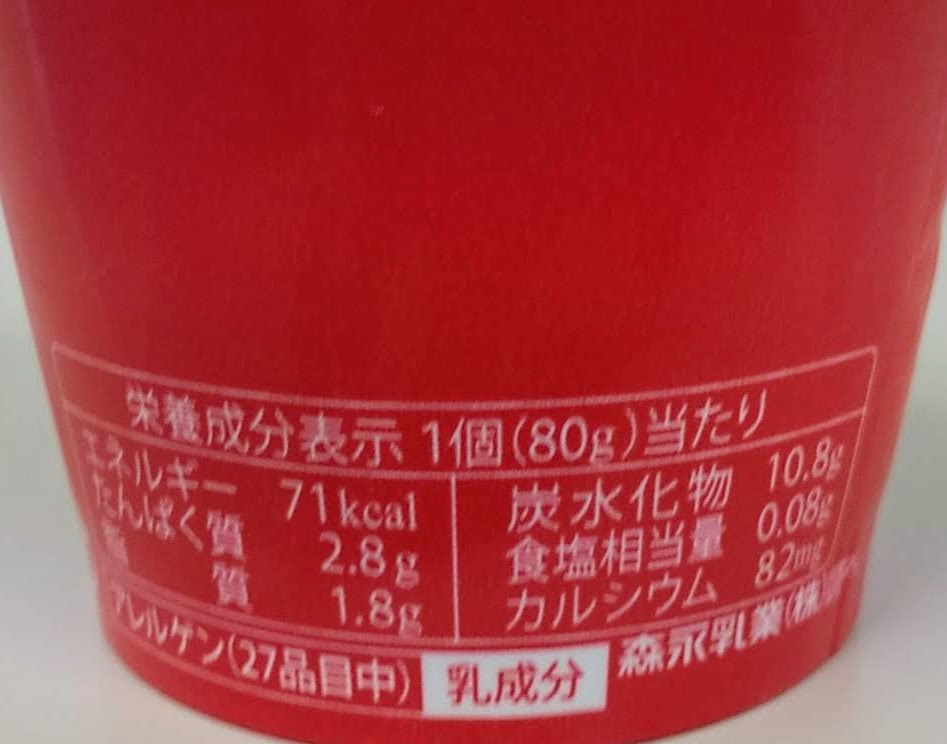 栄養成分表示 1個(80g)当たり
エネルギー 71kcal
たんぱく質 2.8g
脂質 1.8g
炭水化物 10.8g
食塩相当量 0.08g
カルシウム 82mg
アレルゲン(27品目中) 乳成分
森永乳業(株)